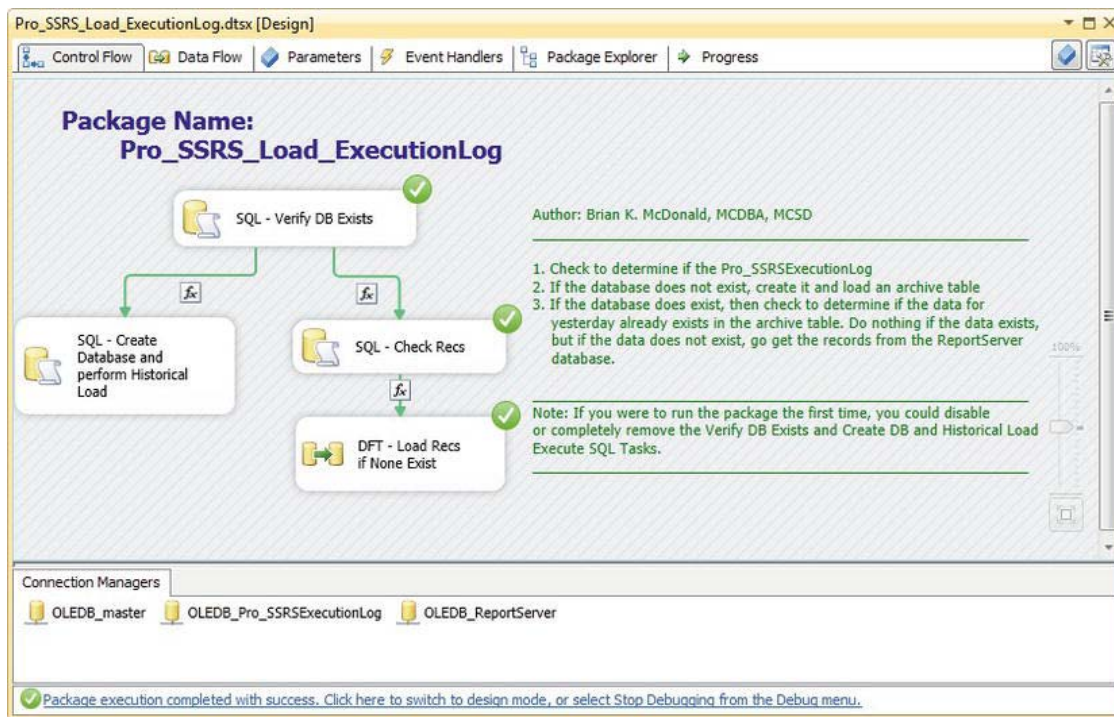 Pro_SSRS_Load_ExecutionLog.dtsx [Design]
Control Flow Data Flow Parameters Event Handlers Package Explorer Progress
Package Name:
Pro_SSRS_Load_ExecutionLog
SQL - Verify DB Exists
fx
fx
SQL - Create
Database and
perform Historical
Load
SQL - Check Recs
fx
DFT - Load Recs
if None Exist
Author: Brian K. McDonald, MCDBA, MCSD
1. Check to determine if the Pro_SSRSExecutionLog
2. If the database does not exist, create it and load an archive table
3. If the database does exist, then check to determine if the data for
yesterday already exists in the archive table. Do nothing if the data exists,
but if the data does not exist, go get the records from the ReportServer
database.
Note: If you were to run the package the first time, you could disable
or completely remove the Verify DB Exists and Create DB and Historical Load
Execute SQL Tasks.
100%
Connection Managers
OLEDB_master OLEDB_Pro_SSRSExecutionLog OLEDB_ReportServer
Package execution completed with success. Click here to switch to design mode, or select Stop Debugging from the Debug menu.